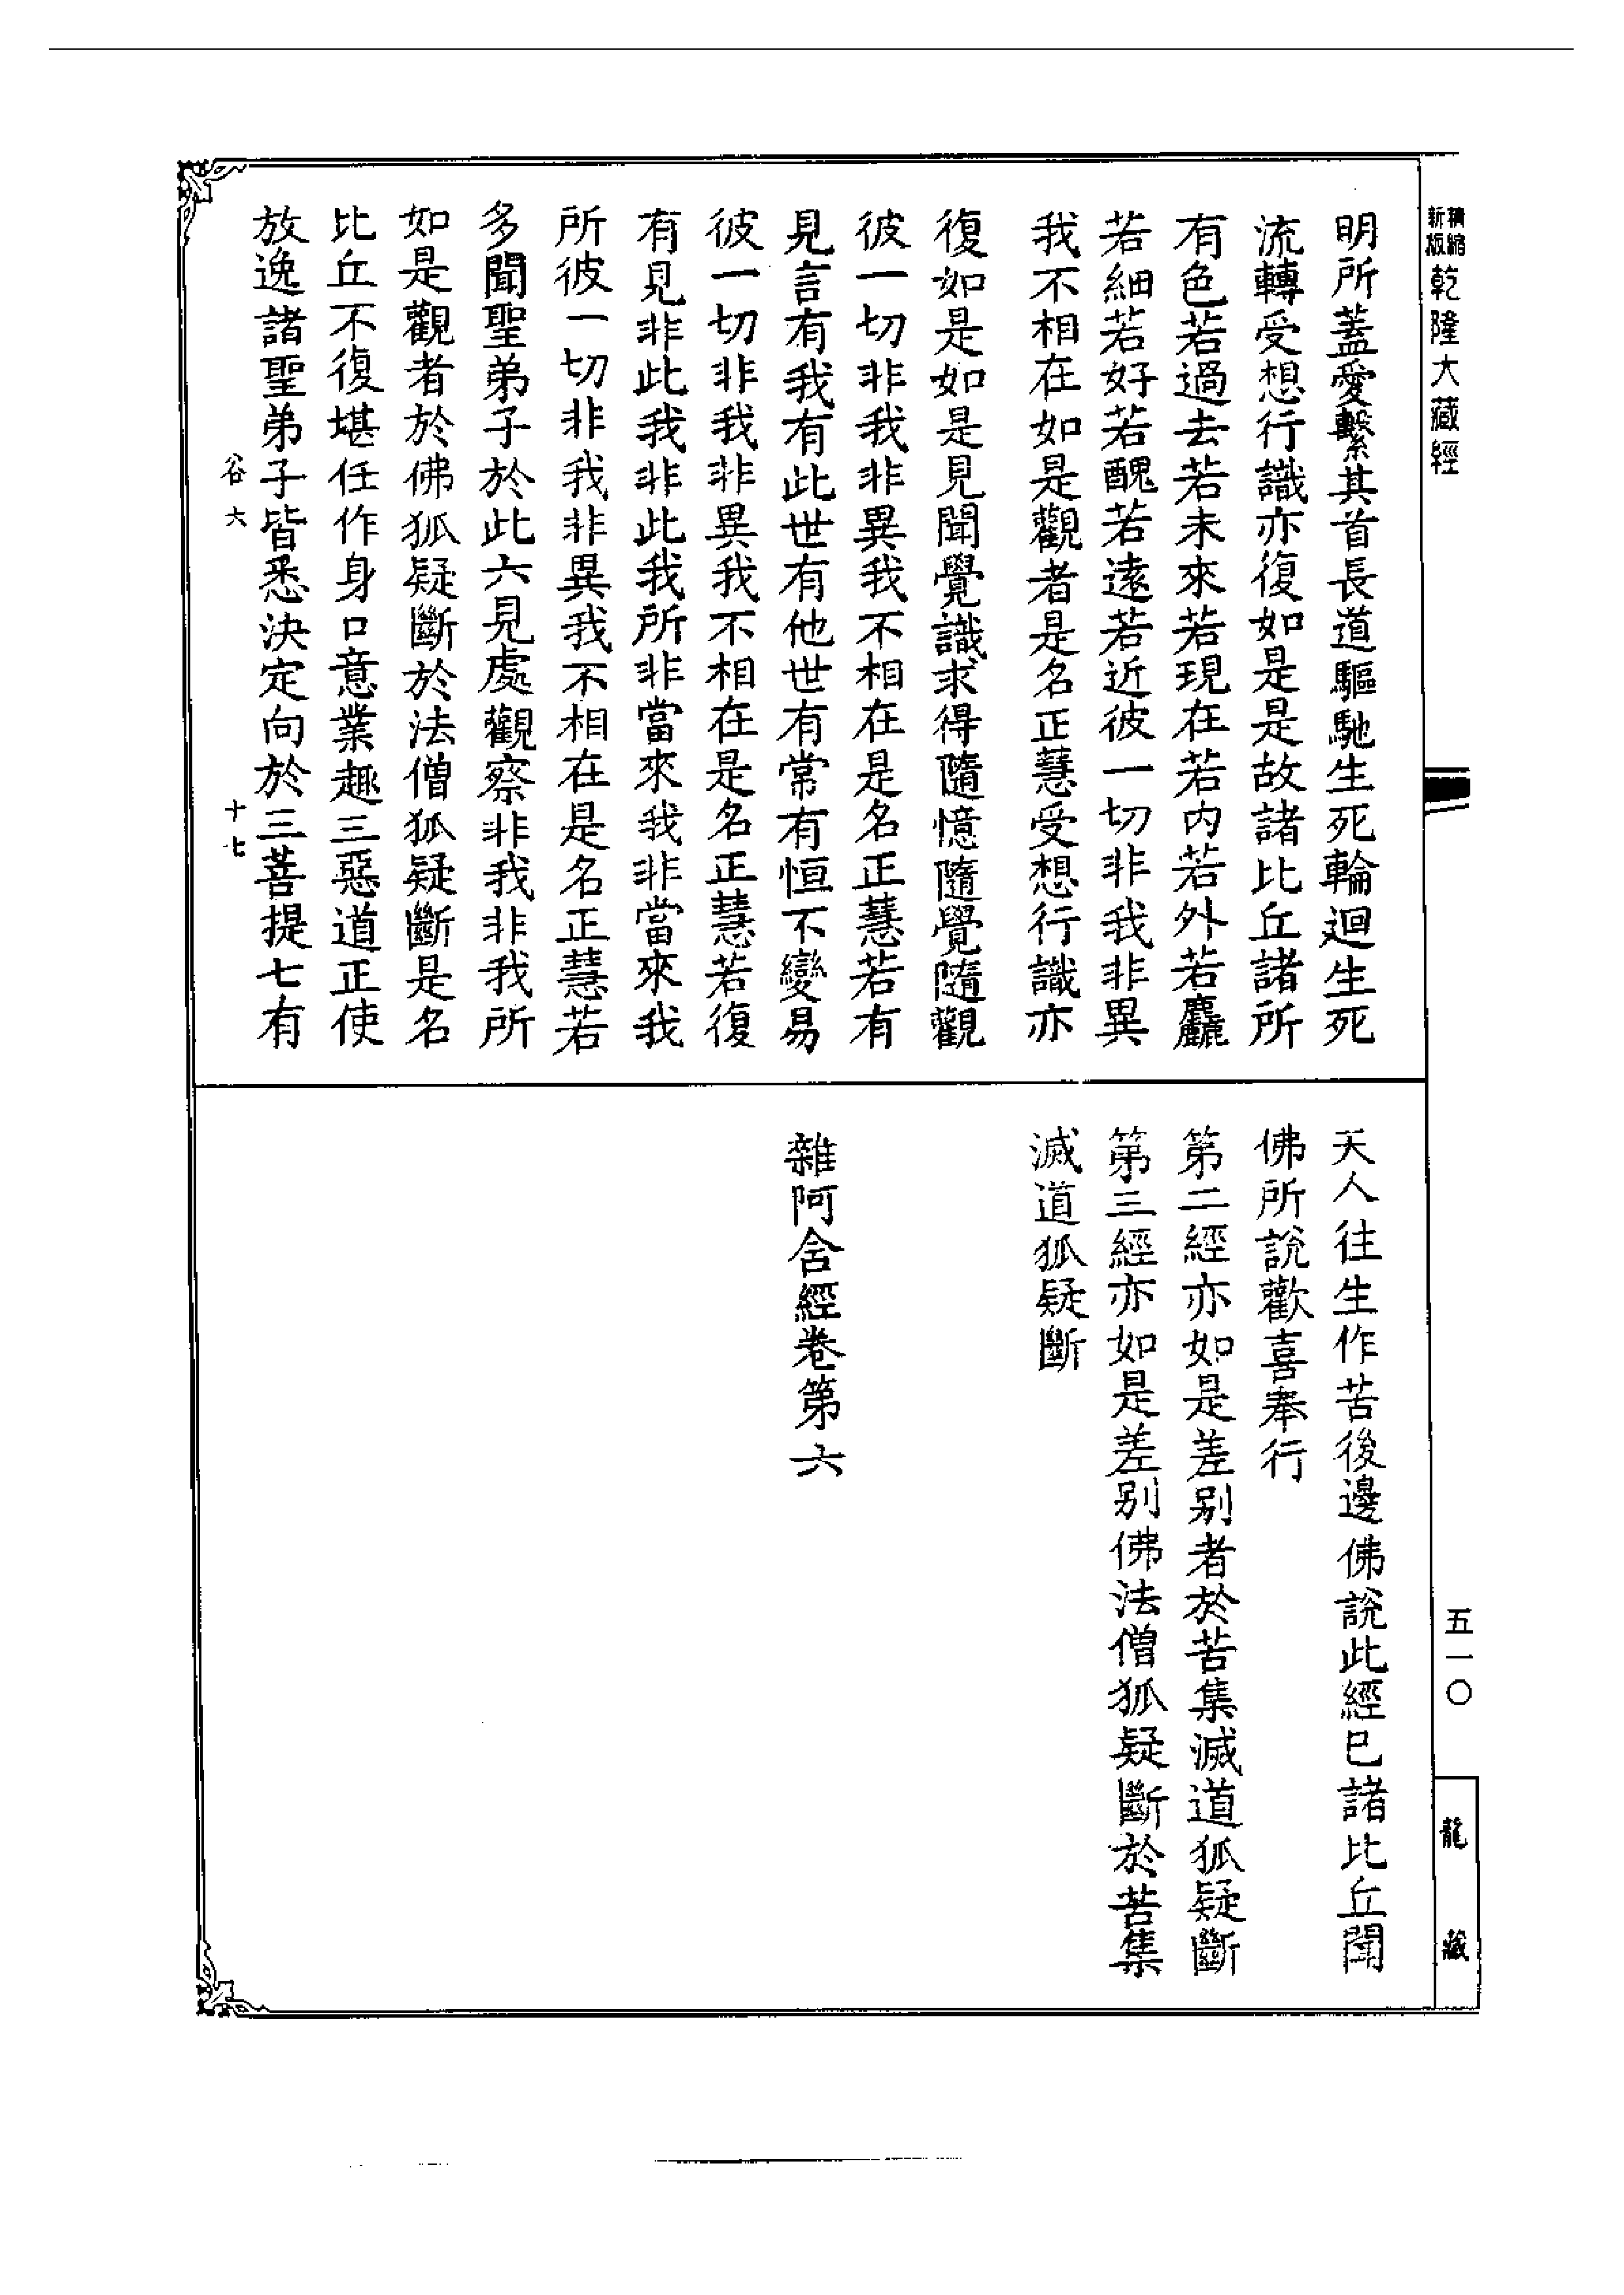 精縮新版乾隆大藏經
五一〇
龍藏
明所蓋愛繫其首長道驅馳生死輪迴生死
流轉受想行識亦復如是是故諸比丘諸所
有色若過去若未來若現在若內若外若麤
若細若好若醜若遠若近彼一切非我非異
我不相在如是觀者是名正慧受想行識亦
復如是如是見聞覺識求得隨憶隨覺隨觀
彼一切非我非異我不相在是名正慧若有
見言有我有此世有他世有常有恒不變易
彼一切非我非異我不相在是名正慧若復
有見非此我非此我所非當來我非當來我
所彼一切非我非異我不相在是名正慧若
多聞聖弟子於此六見處觀察非我非我所
如是觀者於佛狐疑斷於法僧狐疑斷是名
比丘不復堪任作身口意業趣三惡道正使
放逸諸聖弟子皆悉決定向於三菩提七有
谷六
十七
天人往生作苦後邊佛說此經已諸比丘聞
佛所說歡喜奉行
第二經亦如是差別者於苦集滅道狐疑斷
第三經亦如是差別佛法僧狐疑斷於苦集
滅道狐疑斷
雜阿含經卷第六